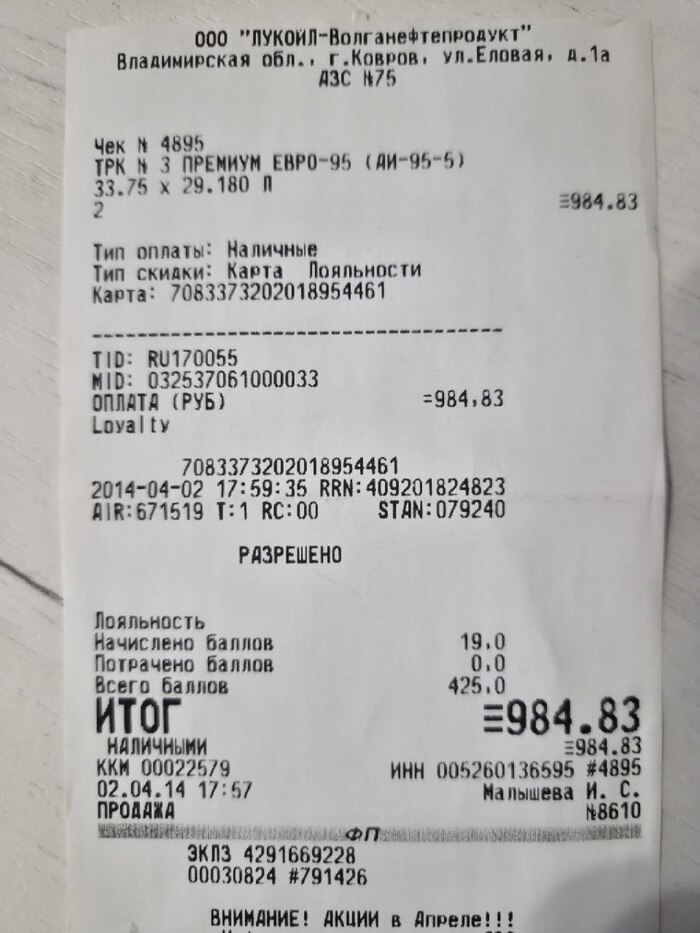 ООО "ЛУКОЙЛ-Волганефтепродукт"
Владимирская обл., г.Ковров, ул.Еловая, д.1а
АЗС №75
Чек № 4895
ТРК № 3 ПРЕМИУМ ЕВРО-95 (АИ-95-5)
33.75 x 29.180 Л
2 ≡984.83
Тип оплаты: Наличные
Тип скидки: Карта Лояльности
Карта: 7083373202018954461
TID: RU170055
MID: 032537061000033
ОПЛАТА (РУБ) =984,83
Loyalty
7083373202018954461
2014-04-02 17:59:35 RRN:409201824823
AIR:671519 T:1 RC:00 STAN:079240
РАЗРЕШЕНО
Лояльность
Начислено баллов 19,0
Потрачено баллов 0,0
Всего баллов 425,0
ИТОГ ≡984.83
НАЛИЧНЫМИ ≡984.83
ККМ 00022579 ИНН 005260136595 #4895
02.04.14 17:57 Малышева И. С.
ПРОДАЖА №8610
ФП
ЭКЛЗ 4291669228
00030824 #791426
ВНИМАНИЕ! АКЦИИ в Апреле!!!